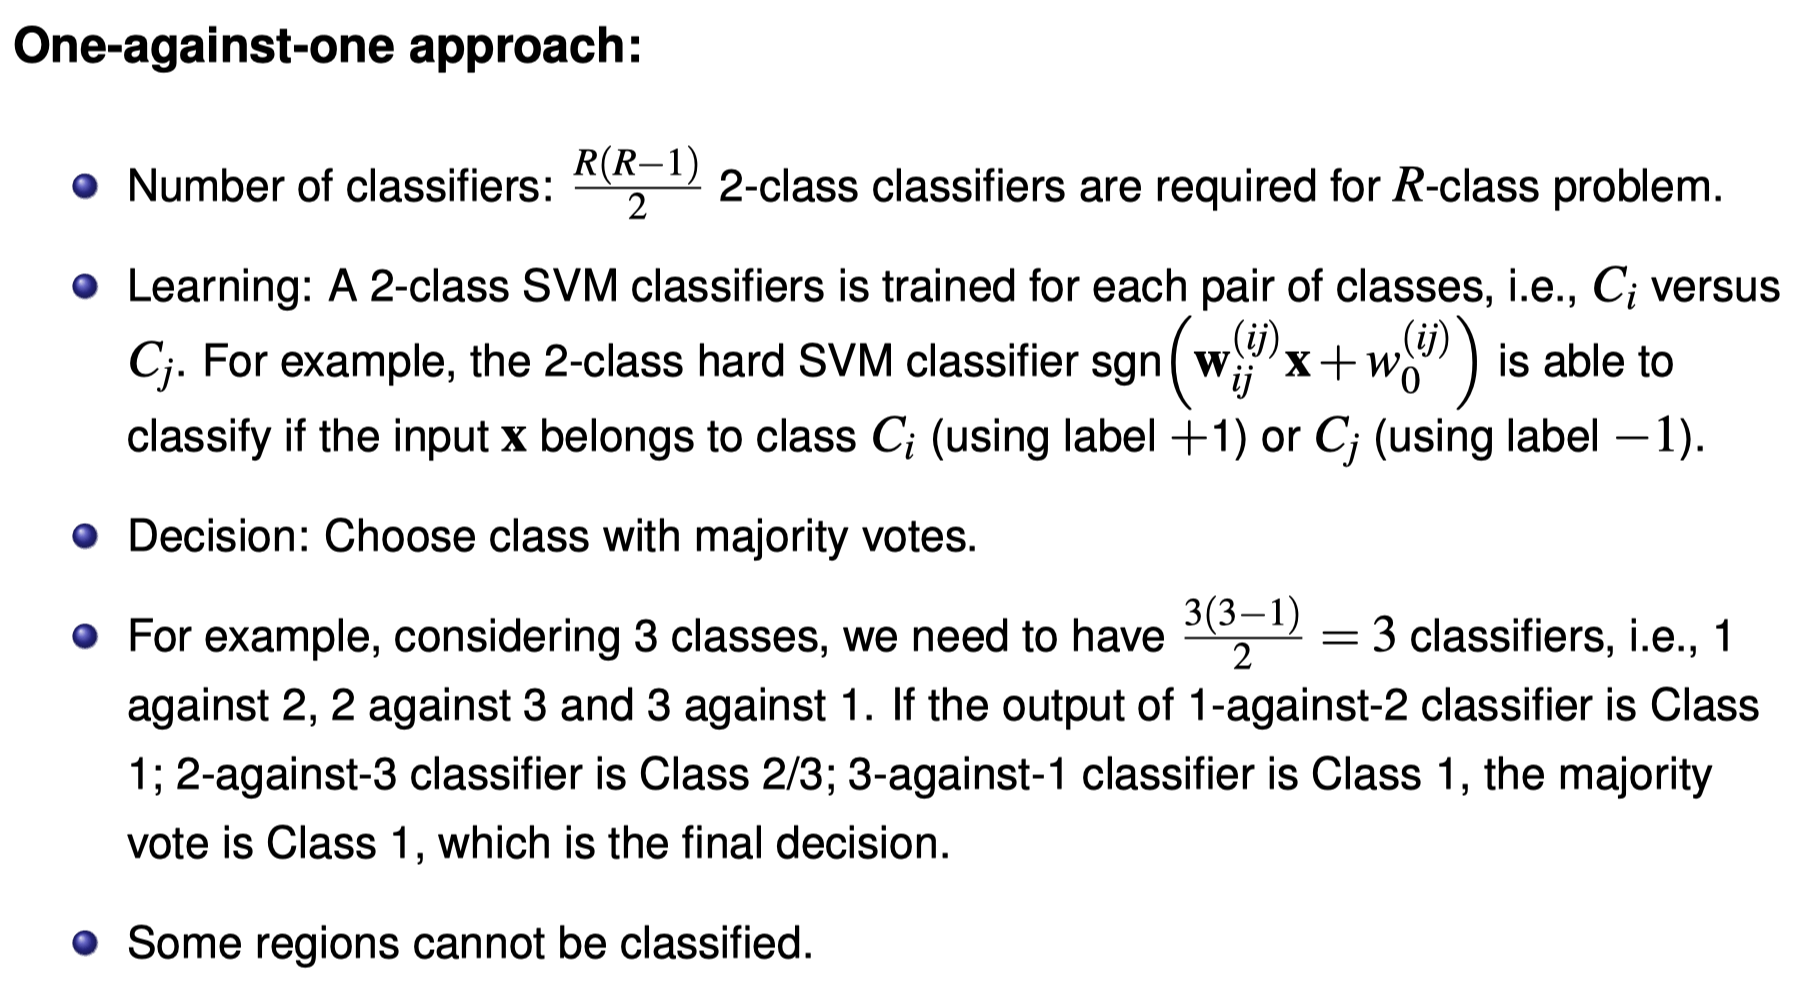 One-against-one approach:
• Number of classifiers: $\frac{R(R-1)}{2}$ 2-class classifiers are required for $R$-class problem.
• Learning: A 2-class SVM classifiers is trained for each pair of classes, i.e., $C_i$ versus
$C_j$. For example, the 2-class hard SVM classifier sgn$\left(\mathbf{w}_{ij}^{(ij)}\mathbf{x}+w_0^{(ij)}\right)$ is able to
classify if the input $\mathbf{x}$ belongs to class $C_i$ (using label $+1$) or $C_j$ (using label $-1$).
• Decision: Choose class with majority votes.
• For example, considering 3 classes, we need to have $\frac{3(3-1)}{2} = 3$ classifiers, i.e., 1
against 2, 2 against 3 and 3 against 1. If the output of 1-against-2 classifier is Class
1; 2-against-3 classifier is Class 2/3; 3-against-1 classifier is Class 1, the majority
vote is Class 1, which is the final decision.
• Some regions cannot be classified.